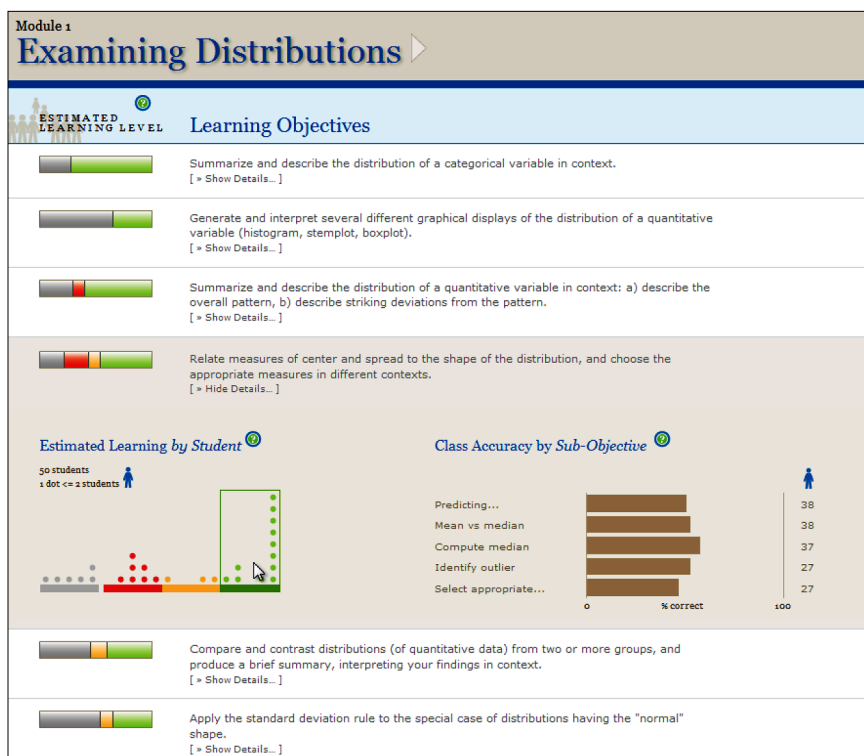 Module 1
Examining Distributions
ESTIMATED
LEARNING LEVEL
?
Learning Objectives
Summarize and describe the distribution of a categorical variable in context.
[ » Show Details... ]
Generate and interpret several different graphical displays of the distribution of a quantitative
variable (histogram, stemplot, boxplot).
[ » Show Details... ]
Summarize and describe the distribution of a quantitative variable in context: a) describe the
overall pattern, b) describe striking deviations from the pattern.
[ » Show Details... ]
Relate measures of center and spread to the shape of the distribution, and choose the
appropriate measures in different contexts.
[ » Hide Details... ]
Estimated Learning by Student ?
50 students
1 dot <= 2 students
Class Accuracy by Sub-Objective ?
Predicting... 38
Mean vs median 38
Compute median 37
Identify outlier 27
Select appropriate... 27
0 % correct 100
Compare and contrast distributions (of quantitative data) from two or more groups, and
produce a brief summary, interpreting your findings in context.
[ » Show Details... ]
Apply the standard deviation rule to the special case of distributions having the "normal"
shape.
[ » Show Details... ]